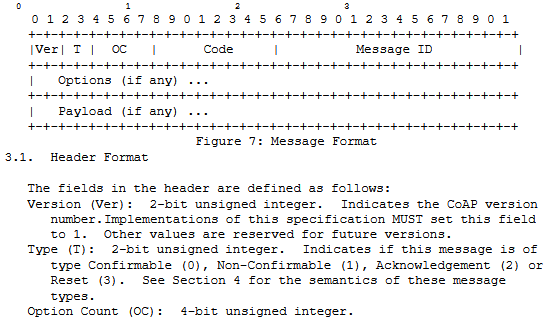 0                   1                   2                   3
0 1 2 3 4 5 6 7 8 9 0 1 2 3 4 5 6 7 8 9 0 1 2 3 4 5 6 7 8 9 0 1
+-+-+-+-+-+-+-+-+-+-+-+-+-+-+-+-+-+-+-+-+-+-+-+-+-+-+-+-+-+-+-+-+
|Ver| T | OC | Code | Message ID |
+-+-+-+-+-+-+-+-+-+-+-+-+-+-+-+-+-+-+-+-+-+-+-+-+-+-+-+-+-+-+-+-+
| Options (if any) ...
+-+-+-+-+-+-+-+-+-+-+-+-+-+-+-+-+-+-+-+-+-+-+-+-+-+-+-+-+-+-+-+-+
| Payload (if any) ...
+-+-+-+-+-+-+-+-+-+-+-+-+-+-+-+-+-+-+-+-+-+-+-+-+-+-+-+-+-+-+-+-+
Figure 7: Message Format
3.1. Header Format
The fields in the header are defined as follows:
Version (Ver): 2-bit unsigned integer. Indicates the CoAP version
number.Implementations of this specification MUST set this field
to 1. Other values are reserved for future versions.
Type (T): 2-bit unsigned integer. Indicates if this message is of
type Confirmable (0), Non-Confirmable (1), Acknowledgement (2) or
Reset (3). See Section 4 for the semantics of these message
types.
Option Count (OC): 4-bit unsigned integer.